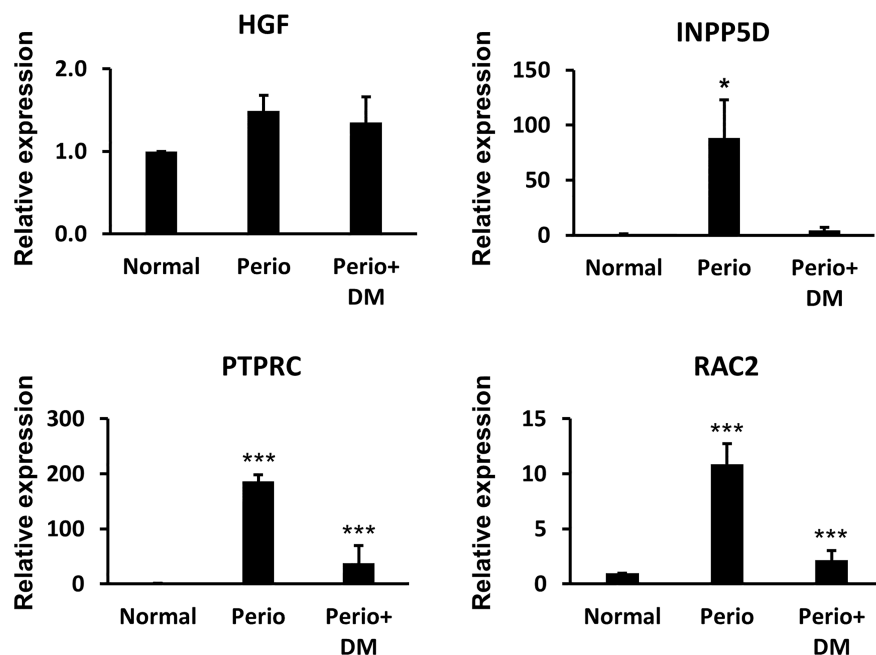 HGF
Relative expression
2.0
1.0
0.0
Normal
Perio
Perio+
DM
INPP5D
Relative expression
150
*
100
50
0
Normal
Perio
Perio+
DM
PTPRC
Relative expression
300
***
200
***
100
0
Normal
Perio
Perio+
DM
RAC2
Relative expression
15
***
10
***
5
0
Normal
Perio
Perio+
DM